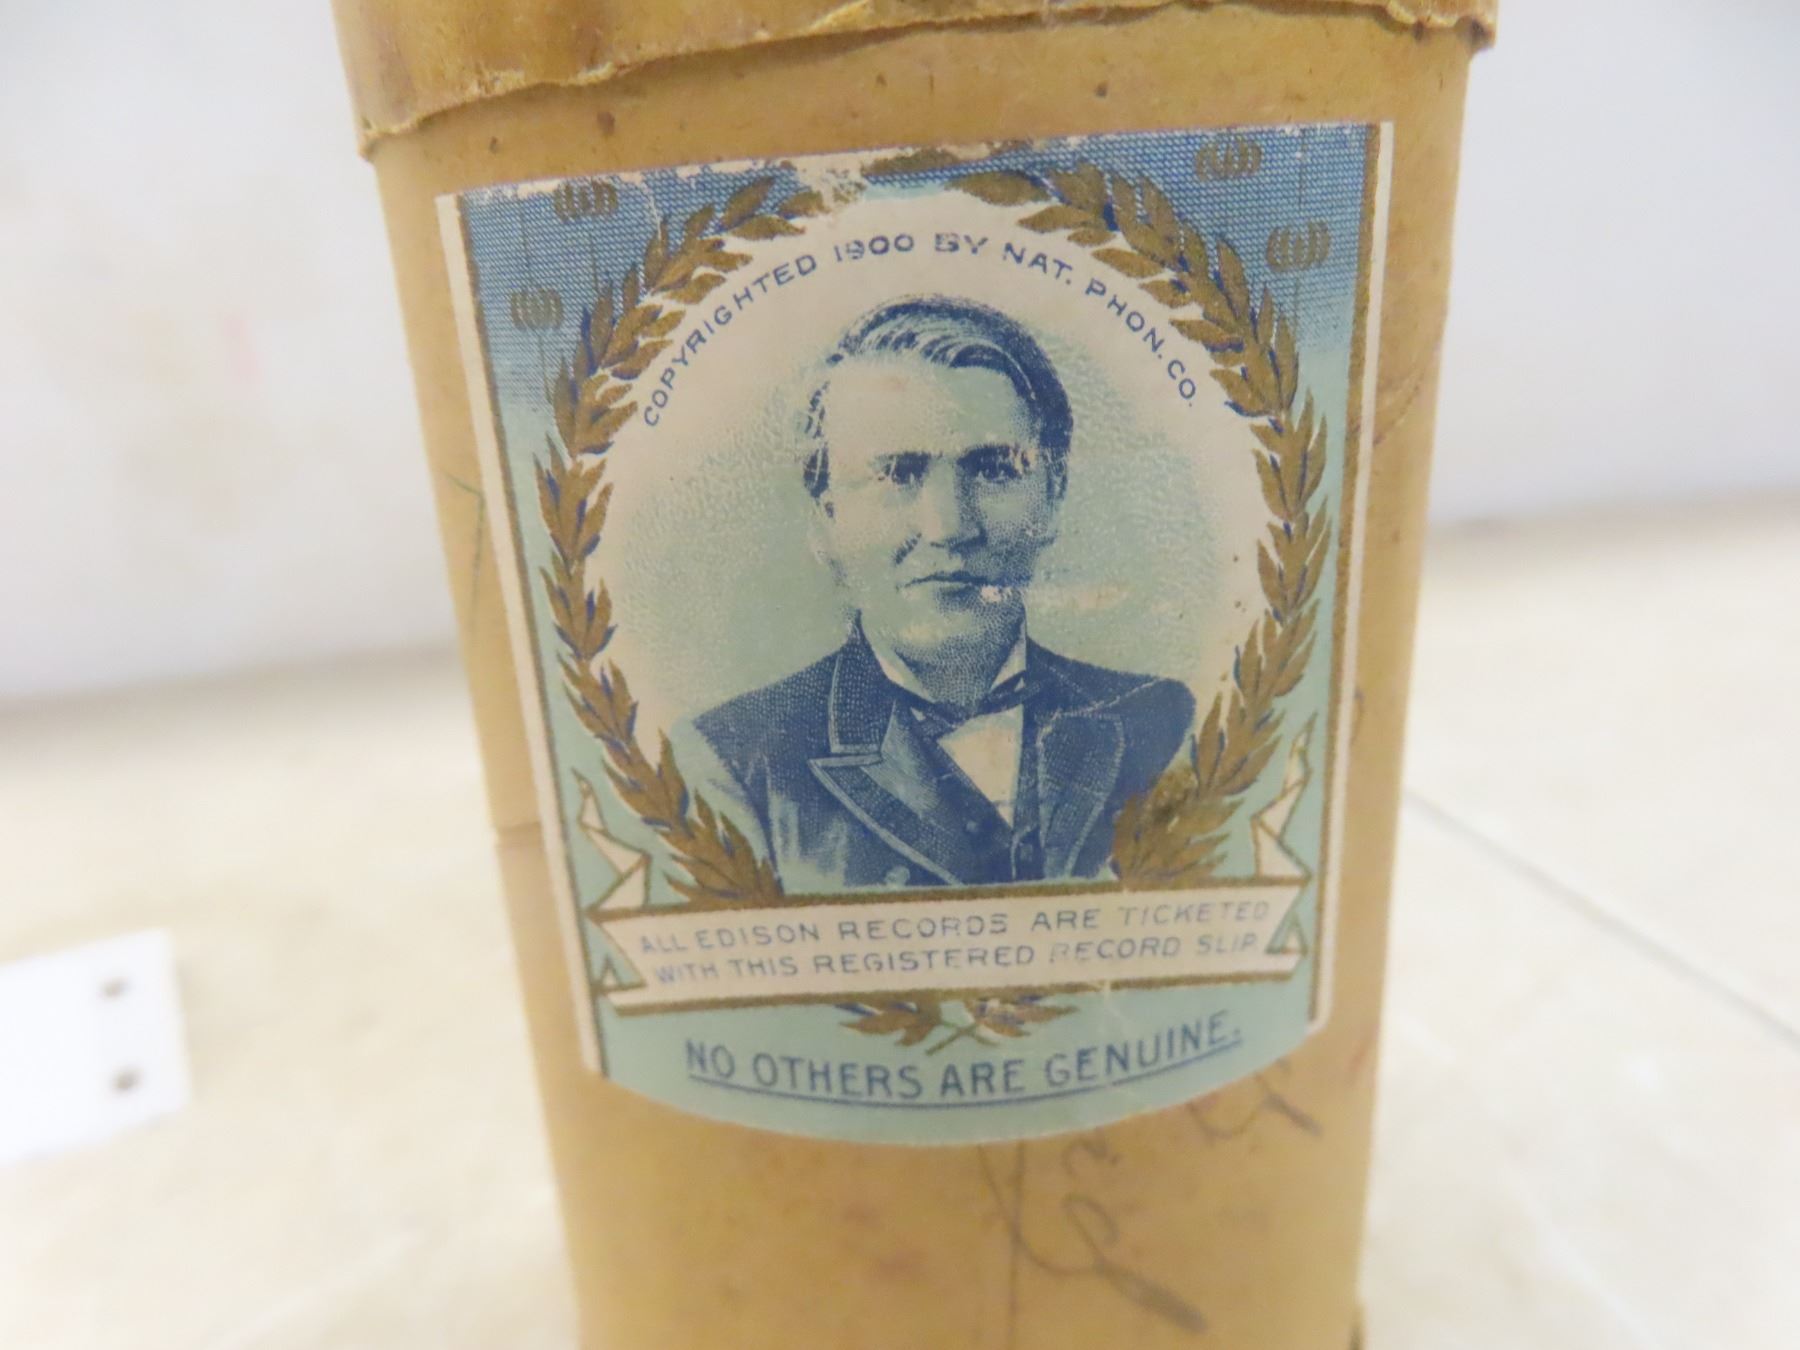 COPYRIGHTED 1900 BY NAT. PHON. CO.
ALL EDISON RECORDS ARE TICKETED
WITH THIS REGISTERED RECORD SLIP
NO OTHERS ARE GENUINE.